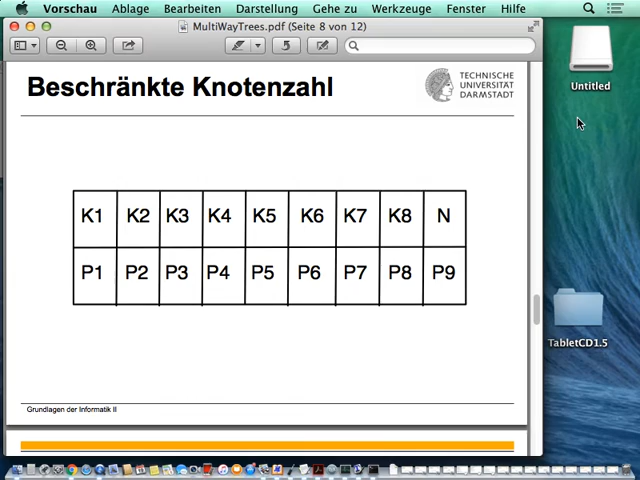 Vorschau Ablage Bearbeiten Darstellung Gehe zu Werkzeuge Fenster Hilfe
MultiWayTrees.pdf (Seite 8 von 12)
Beschränkte Knotenzahl
TECHNISCHE
UNIVERSITÄT
DARMSTADT
K1 K2 K3 K4 K5 K6 K7 K8 N
P1 P2 P3 P4 P5 P6 P7 P8 P9
Grundlagen der Informatik II
Untitled
TabletCD1.5